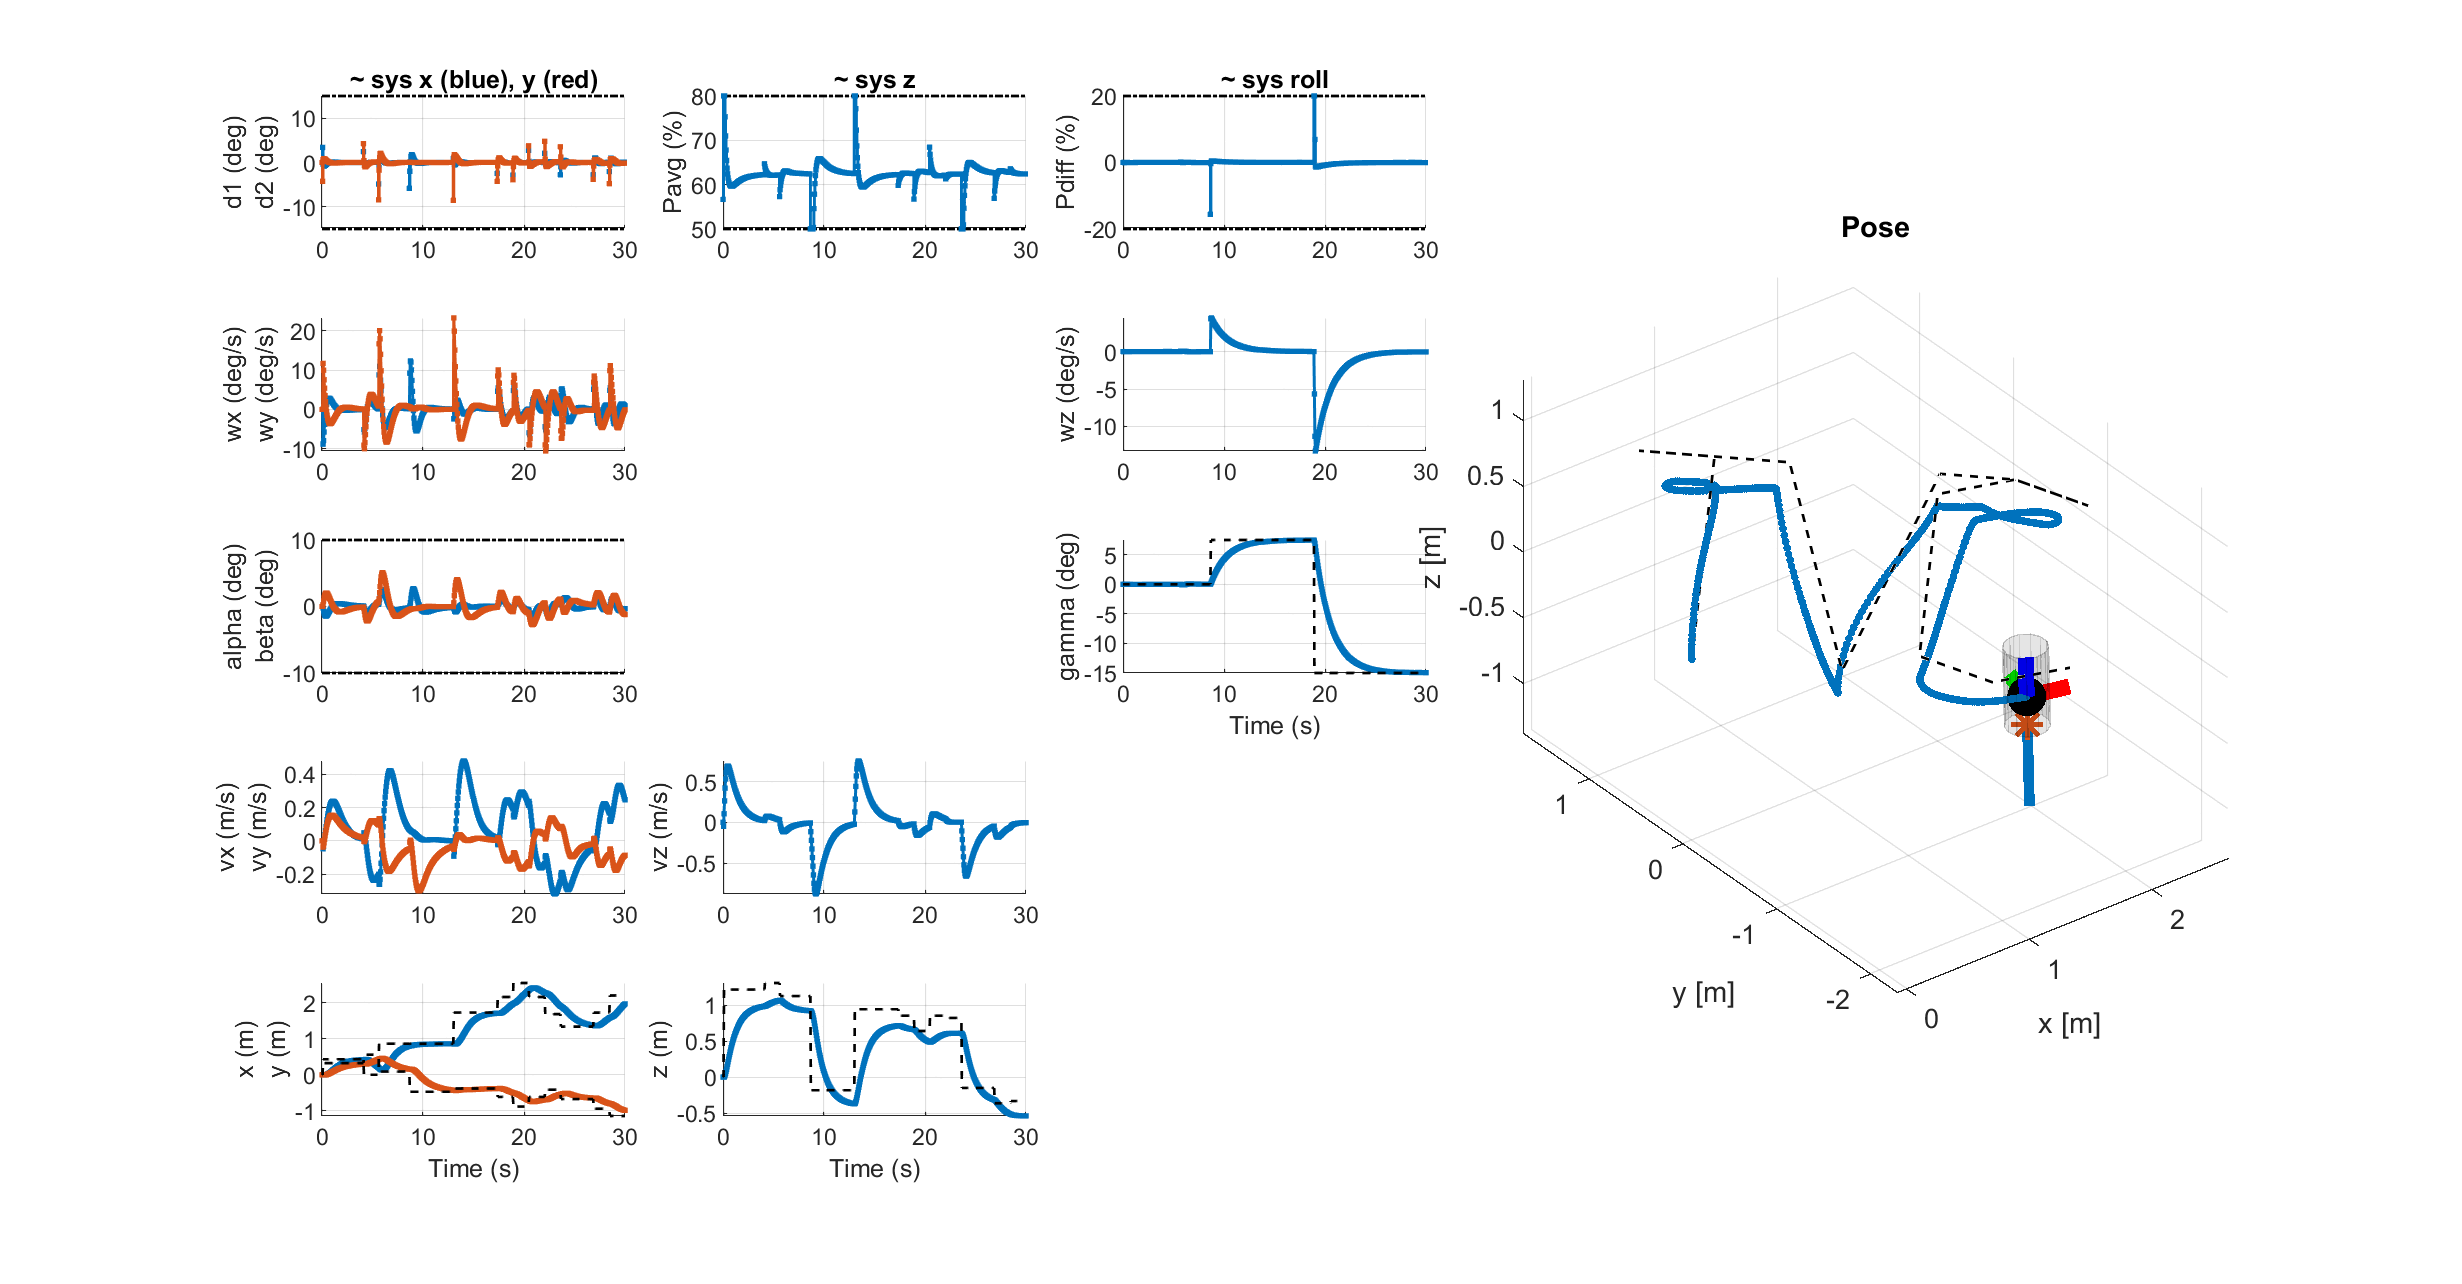 ~ sys x (blue), y (red)
~ sys z
~ sys roll
d1 (deg)
d2 (deg)
10
0
-10
0 10 20 30
Pavg (%)
80
70
60
50
0 10 20 30
Pdiff (%)
20
0
-20
0 10 20 30
wx (deg/s)
wy (deg/s)
20
10
0
-10
0 10 20 30
wz (deg/s)
0
-5
-10
0 10 20 30
alpha (deg)
beta (deg)
10
0
-10
0 10 20 30
gamma (deg)
5
0
-5
-10
-15
0 10 20 30
Time (s)
vx (m/s)
vy (m/s)
0.4
0.2
0
-0.2
0 10 20 30
vz (m/s)
0.5
0
-0.5
0 10 20 30
x (m)
y (m)
2
1
0
-1
0 10 20 30
Time (s)
z (m)
1
0.5
0
-0.5
0 10 20 30
Time (s)
Pose
z [m]
1
0.5
0
-0.5
-1
1
0
-1
-2
y [m]
0
1
2
x [m]